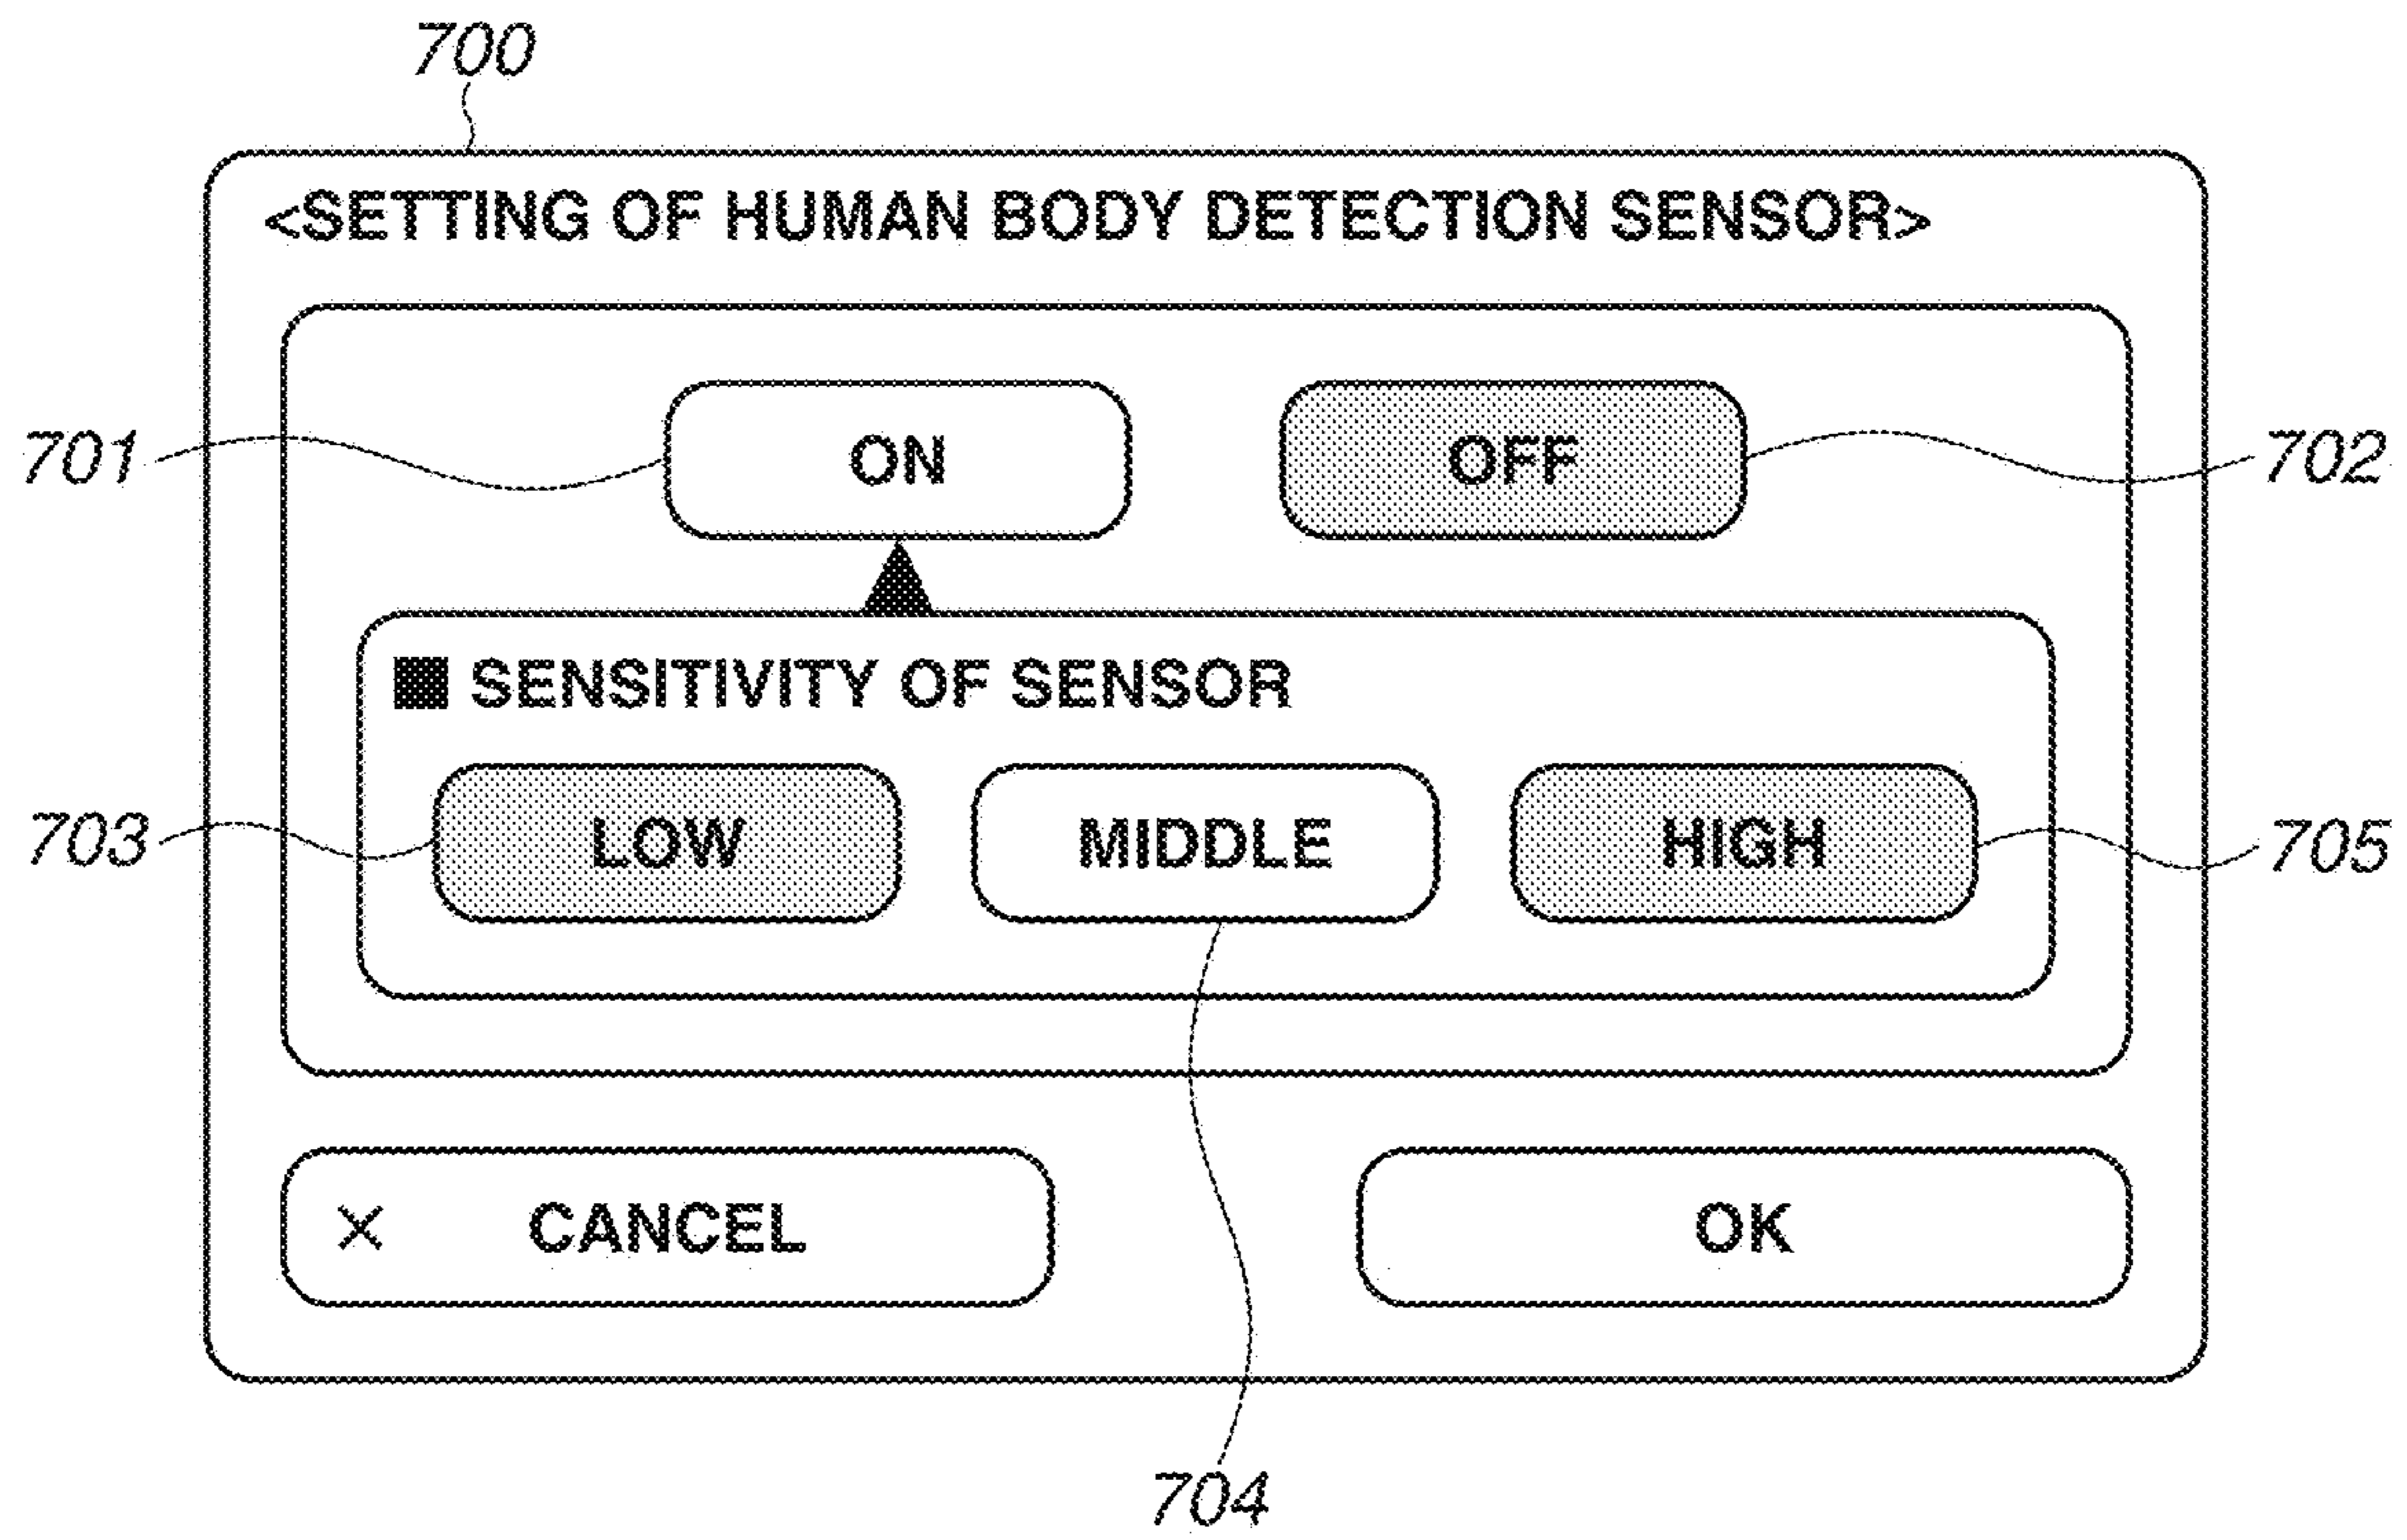 700
<SETTING OF HUMAN BODY DETECTION SENSOR>
701 ON OFF 702
■ SENSITIVITY OF SENSOR
703 LOW MIDDLE HIGH 705
× CANCEL OK
704